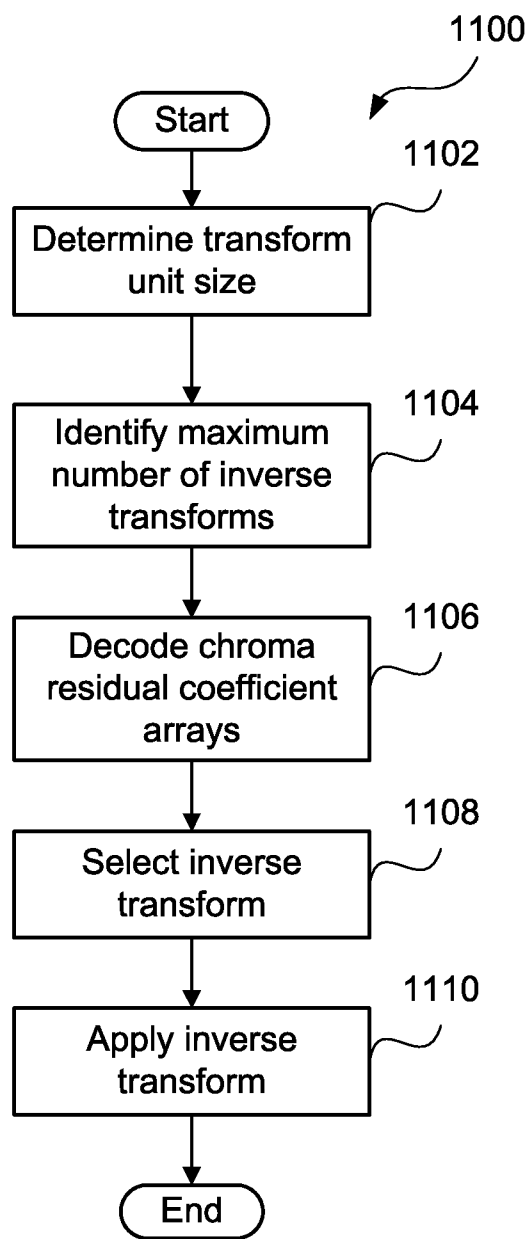 1100
Start
1102
Determine transform
unit size
1104
Identify maximum
number of inverse
transforms
1106
Decode chroma
residual coefficient
arrays
1108
Select inverse
transform
1110
Apply inverse
transform
End